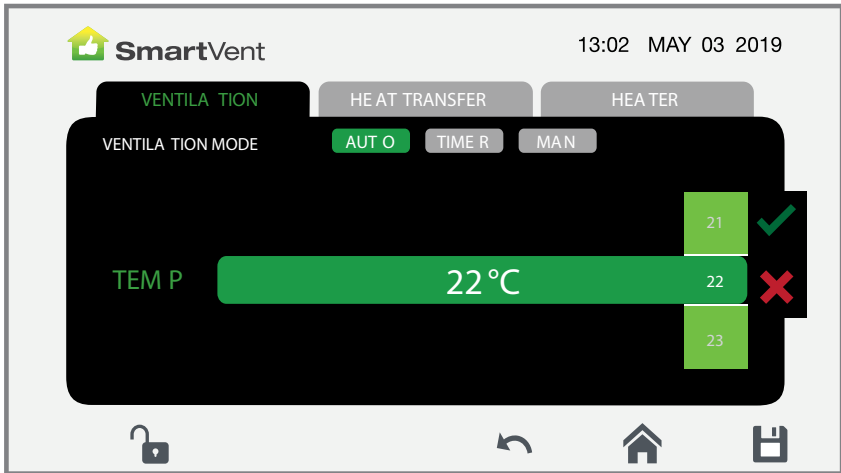 SmartVent
13:02 MAY 03 2019
VENTILA TION
HE AT TRANSFER
HEA TER
VENTILA TION MODE
AUT O
TIME R
MAN
21
TEM P
22°C
22
23